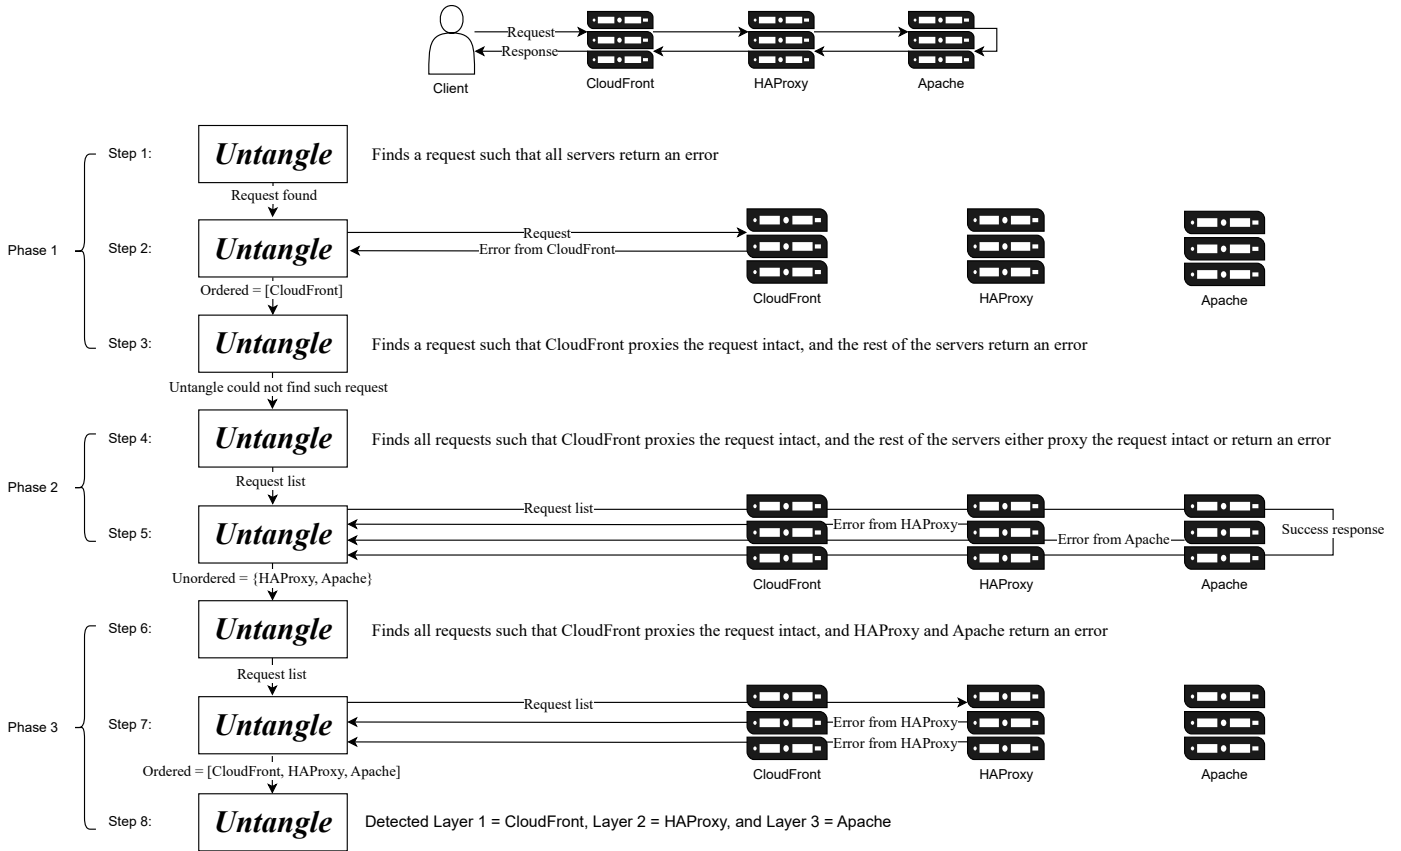 Request
Response
Client
CloudFront
HAProxy
Apache
Step 1:
Untangle
Finds a request such that all servers return an error
Request found
Phase 1
Step 2:
Untangle
Request
Error from CloudFront
CloudFront
HAProxy
Apache
Ordered = [CloudFront]
Step 3:
Untangle
Finds a request such that CloudFront proxies the request intact, and the rest of the servers return an error
Untangle could not find such request
Step 4:
Untangle
Finds all requests such that CloudFront proxies the request intact, and the rest of the servers either proxy the request intact or return an error
Request list
Phase 2
Step 5:
Untangle
Request list
Error from HAProxy
Error from Apache
Success response
CloudFront
HAProxy
Apache
Unordered = {HAProxy, Apache}
Step 6:
Untangle
Finds all requests such that CloudFront proxies the request intact, and HAProxy and Apache return an error
Request list
Phase 3
Step 7:
Untangle
Request list
Error from HAProxy
Error from HAProxy
CloudFront
HAProxy
Apache
Ordered = [CloudFront, HAProxy, Apache]
Step 8:
Untangle
Detected Layer 1 = CloudFront, Layer 2 = HAProxy, and Layer 3 = Apache